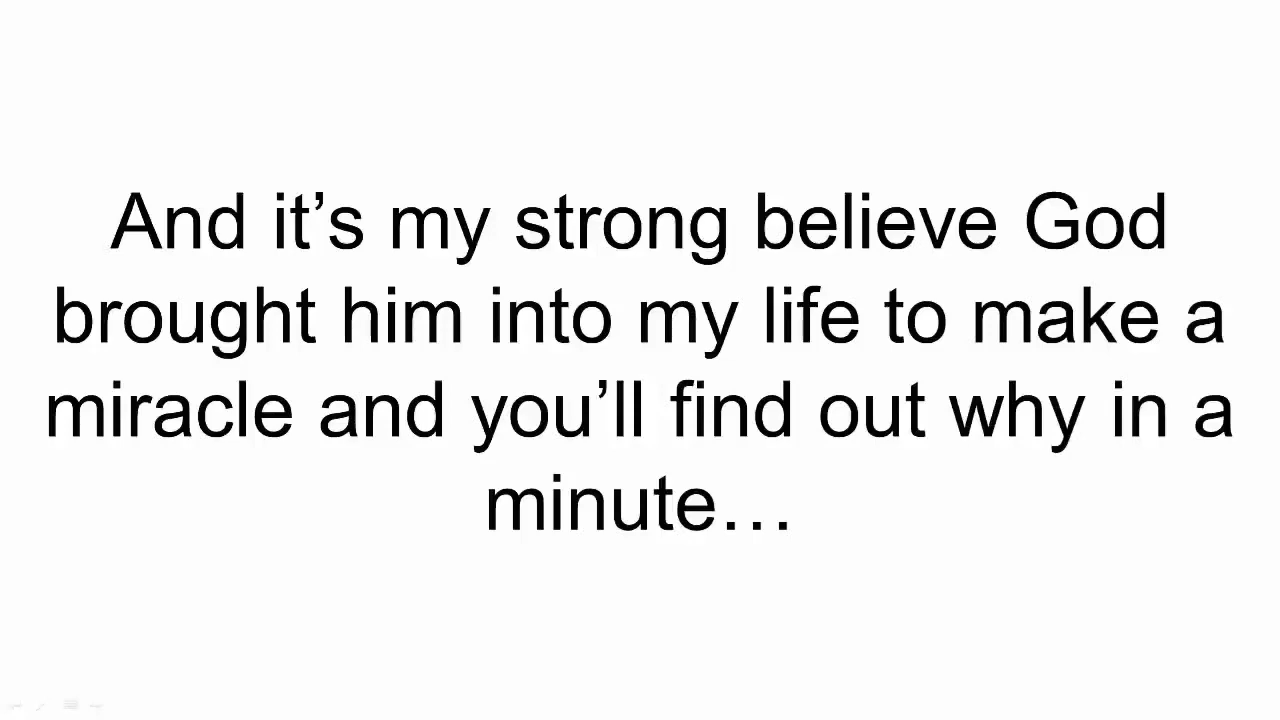 And it’s my strong believe God
brought him into my life to make a
miracle and you’ll find out why in a
minute…